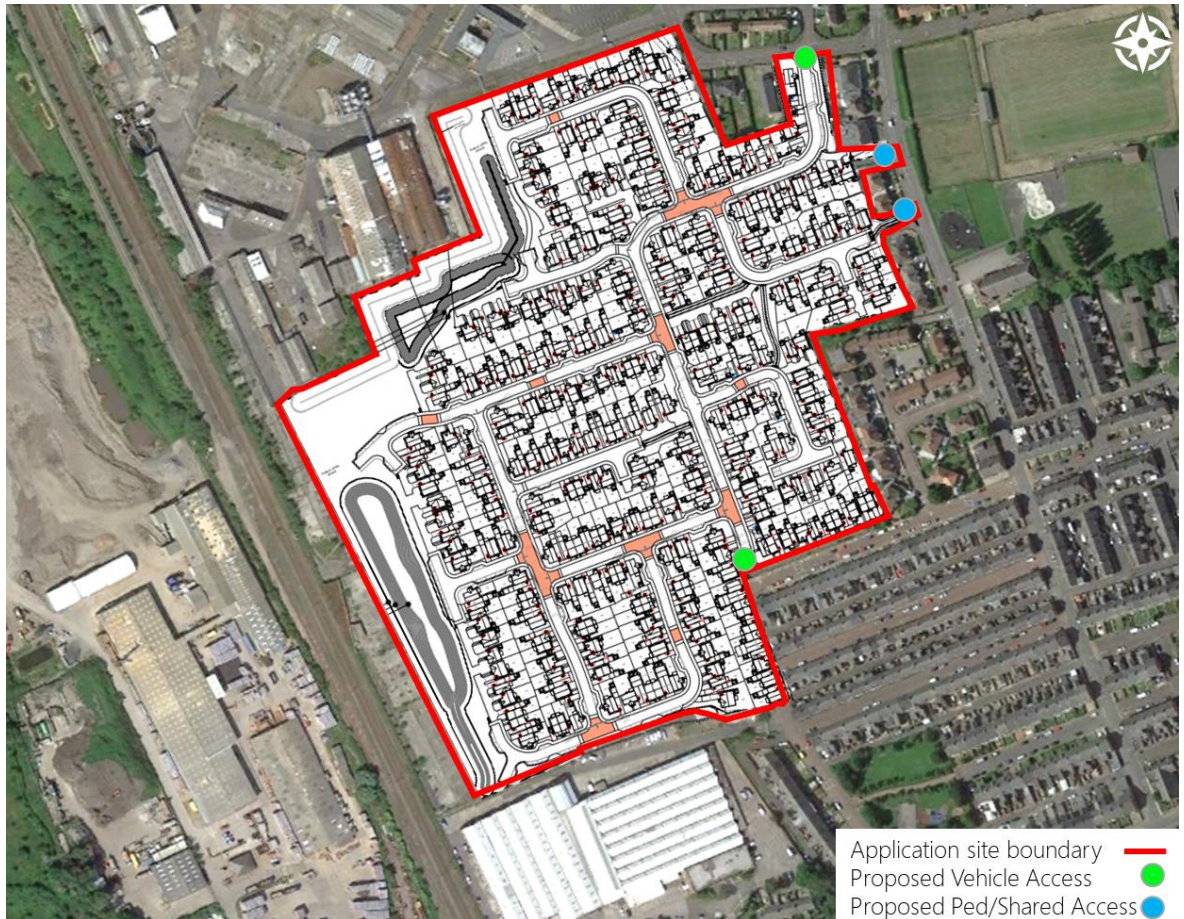 Application site boundary
Proposed Vehicle Access
Proposed Ped/Shared Access